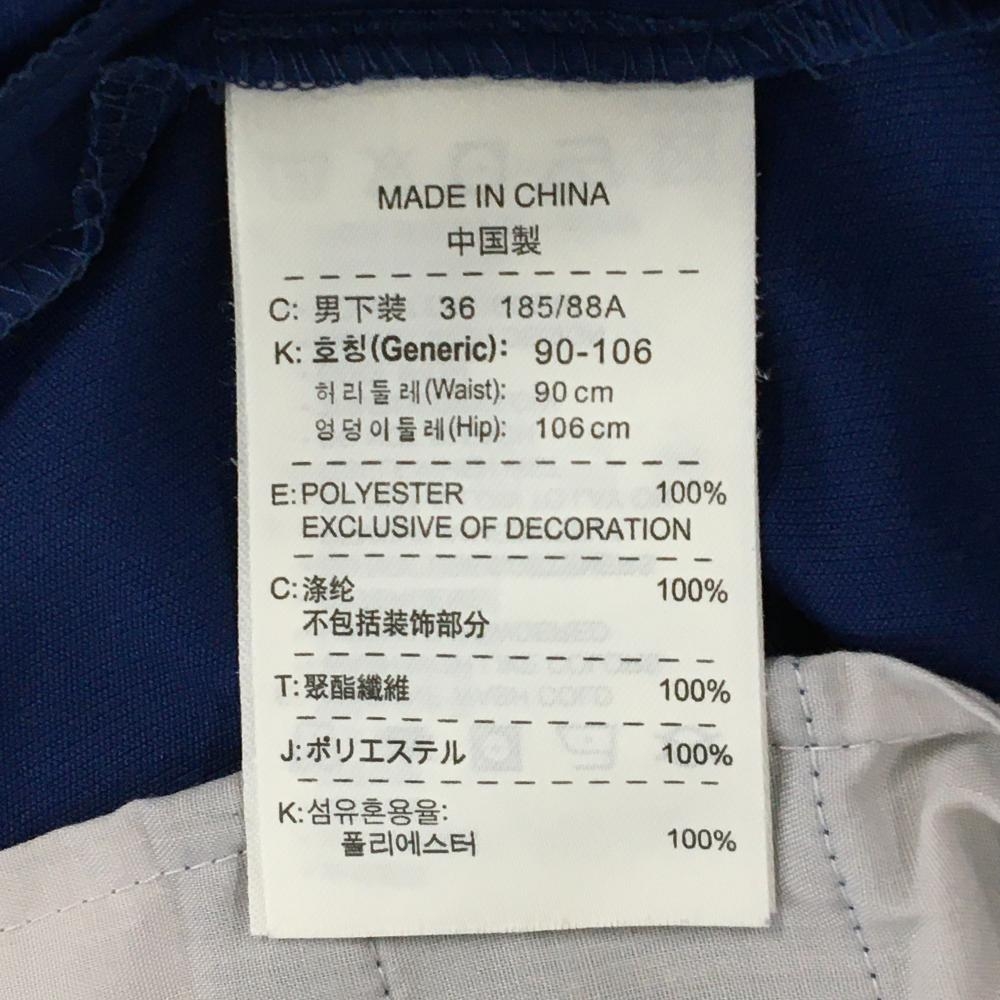 MADE IN CHINA
中国製
C: 男下装 36 185/88A
K: 호칭(Generic): 90-106
허리둘레(Waist): 90 cm
엉덩이둘레(Hip): 106 cm
E: POLYESTER 100%
EXCLUSIVE OF DECORATION
C: 涤纶 100%
不包括装饰部分
T: 聚酯纖維 100%
J: ポリエステル 100%
K: 섬유혼용율:
폴리에스터 100%